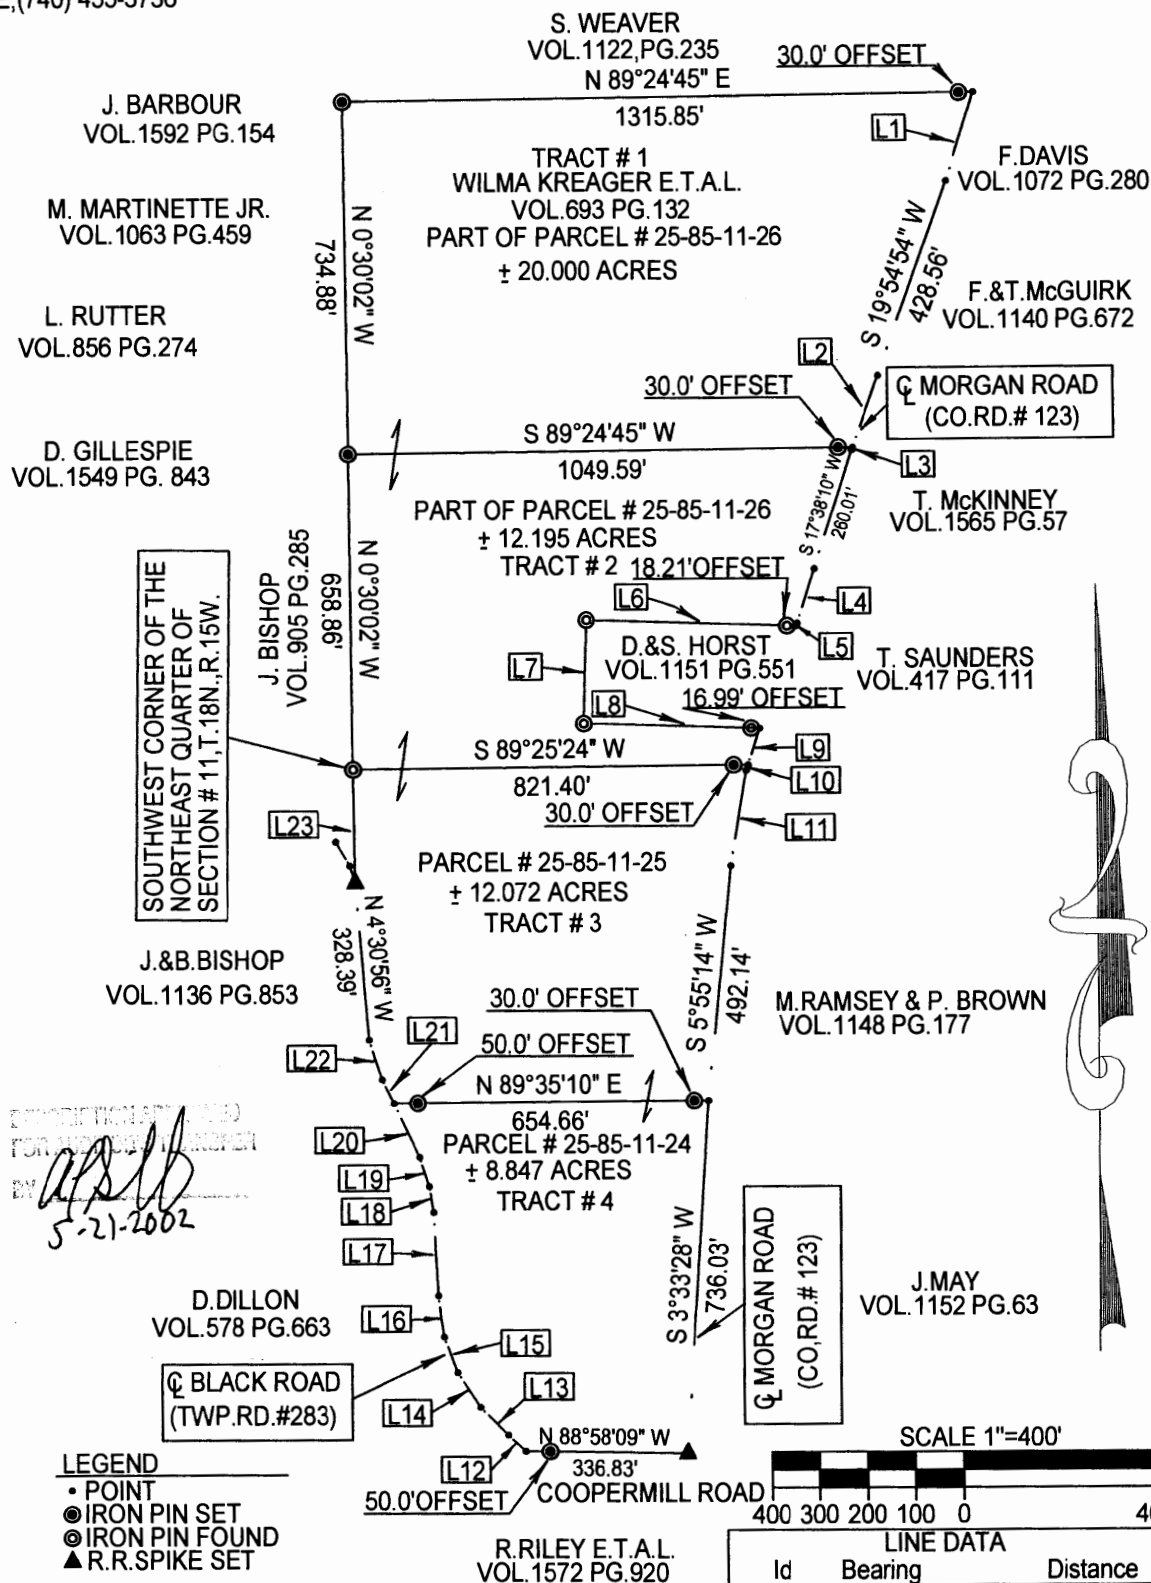 (740) 455-3738
S. WEAVER
VOL.1122,PG.235
N 89°24'45" E
1315.85'
30.0' OFFSET
J. BARBOUR
VOL.1592 PG.154
L1
F.DAVIS
VOL.1072 PG.280
TRACT # 1
WILMA KREAGER E.T.A.L.
VOL.693 PG.132
PART OF PARCEL # 25-85-11-26
± 20.000 ACRES
M. MARTINETTE JR.
VOL.1063 PG.459
N 0°30'02" W
734.88'
S 19°54'54" W
428.56'
F.&T.McGUIRK
VOL.1140 PG.672
L. RUTTER
VOL.856 PG.274
L2
30.0' OFFSET
℄ MORGAN ROAD
(CO.RD.# 123)
S 89°24'45" W
1049.59'
L3
D. GILLESPIE
VOL.1549 PG. 843
S 17°38'10" W
260.01'
T. McKINNEY
VOL.1565 PG.57
PART OF PARCEL # 25-85-11-26
± 12.195 ACRES
TRACT # 2
18.21'OFFSET
L6
L4
L5
SOUTHWEST CORNER OF THE
NORTHEAST QUARTER OF
SECTION # 11,T.18N.,R.15W.
J. BISHOP
VOL.905 PG.285
N 0°30'02" W
658.86'
L7
D.&S. HORST
VOL.1151 PG.551
T. SAUNDERS
VOL.417 PG.111
16.99' OFFSET
L8
L9
S 89°25'24" W
821.40'
L10
30.0' OFFSET
L11
L23
PARCEL # 25-85-11-25
± 12.072 ACRES
TRACT # 3
N 4°30'56" W
328.39'
S 5°55'14" W
492.14'
J.&B.BISHOP
VOL.1136 PG.853
30.0' OFFSET
M.RAMSEY & P. BROWN
VOL.1148 PG.177
L21
L22
50.0' OFFSET
N 89°35'10" E
654.66'
L20
PARCEL # 25-85-11-24
± 8.847 ACRES
TRACT # 4
L19
L18
BY
5-21-2002
L17
S 3°33'28" W
736.03'
℄ MORGAN ROAD
(CO,RD.# 123)
J.MAY
VOL.1152 PG.63
D.DILLON
VOL.578 PG.663
L16
L15
℄ BLACK ROAD
(TWP.RD.#283)
L14
L13
L12
N 88°58'09" W
336.83'
50.0'OFFSET
COOPERMILL ROAD
LEGEND
• POINT
IRON PIN SET
IRON PIN FOUND
▲ R.R.SPIKE SET
R.RILEY E.T.A.L.
VOL.1572 PG.920
SCALE 1"=400'
400 300 200 100 0
LINE DATA
Id Bearing Distance